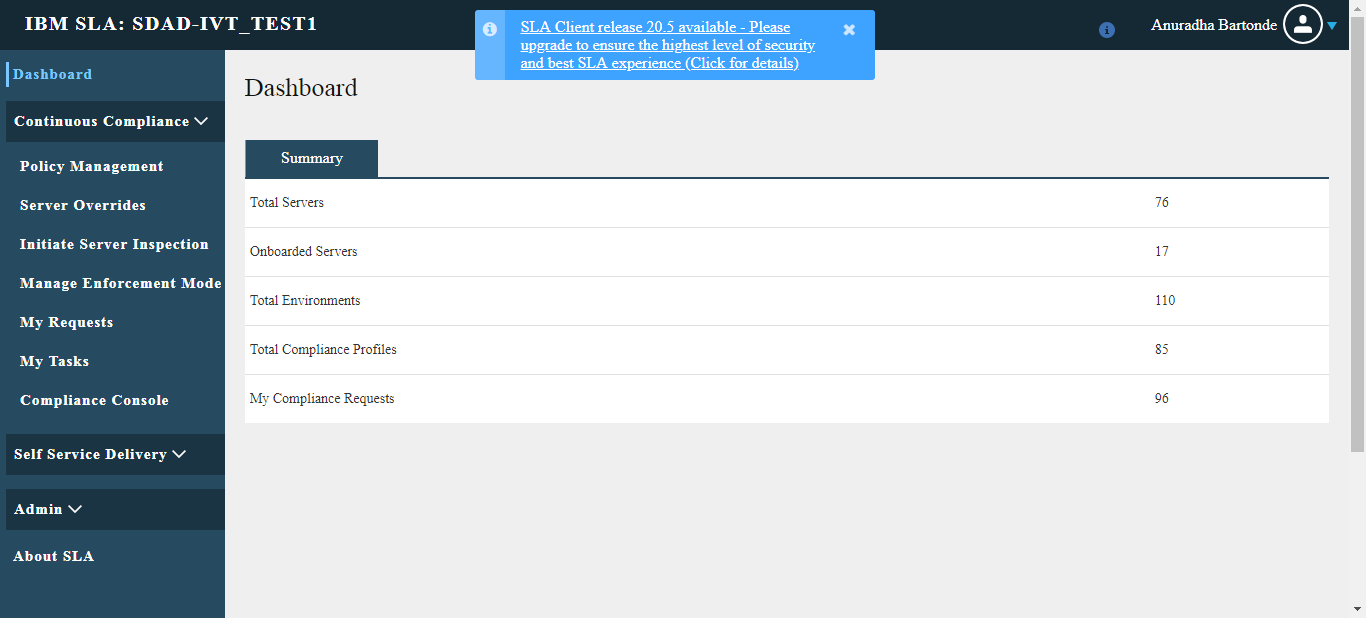 IBM SLA: SDAD-IVT_TEST1
SLA Client release 20.5 available - Please
upgrade to ensure the highest level of security
and best SLA experience (Click for details)
Anuradha Bartonde
Dashboard
Continuous Compliance
Policy Management
Server Overrides
Initiate Server Inspection
Manage Enforcement Mode
My Requests
My Tasks
Compliance Console
Self Service Delivery
Admin
About SLA
Dashboard
Summary
Total Servers 76
Onboarded Servers 17
Total Environments 110
Total Compliance Profiles 85
My Compliance Requests 96